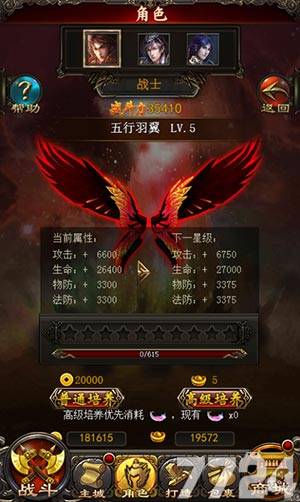 角色
战士
帮助
战斗力35410
返回
五行羽翼 LV.5
当前属性： 下一星级：
攻击：+ 6600 攻击：+ 6750
生命：+ 26400 生命：+ 27000
物防：+ 3300 物防：+ 3375
法防：+ 3300 法防：+ 3375
0/615
20000 5
普通培养 高级培养
高级培养优先消耗 ，现有 x0
181615 19572
战斗 主城 角色 打造 商城
7723